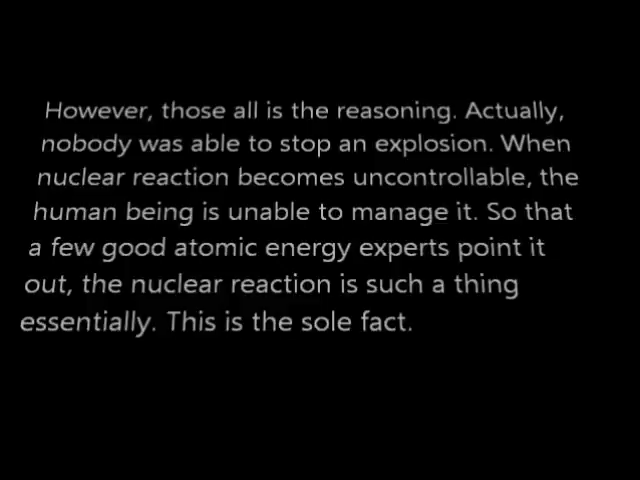 However, those all is the reasoning. Actually,
nobody was able to stop an explosion. When
nuclear reaction becomes uncontrollable, the
human being is unable to manage it. So that
a few good atomic energy experts point it
out, the nuclear reaction is such a thing
essentially. This is the sole fact.